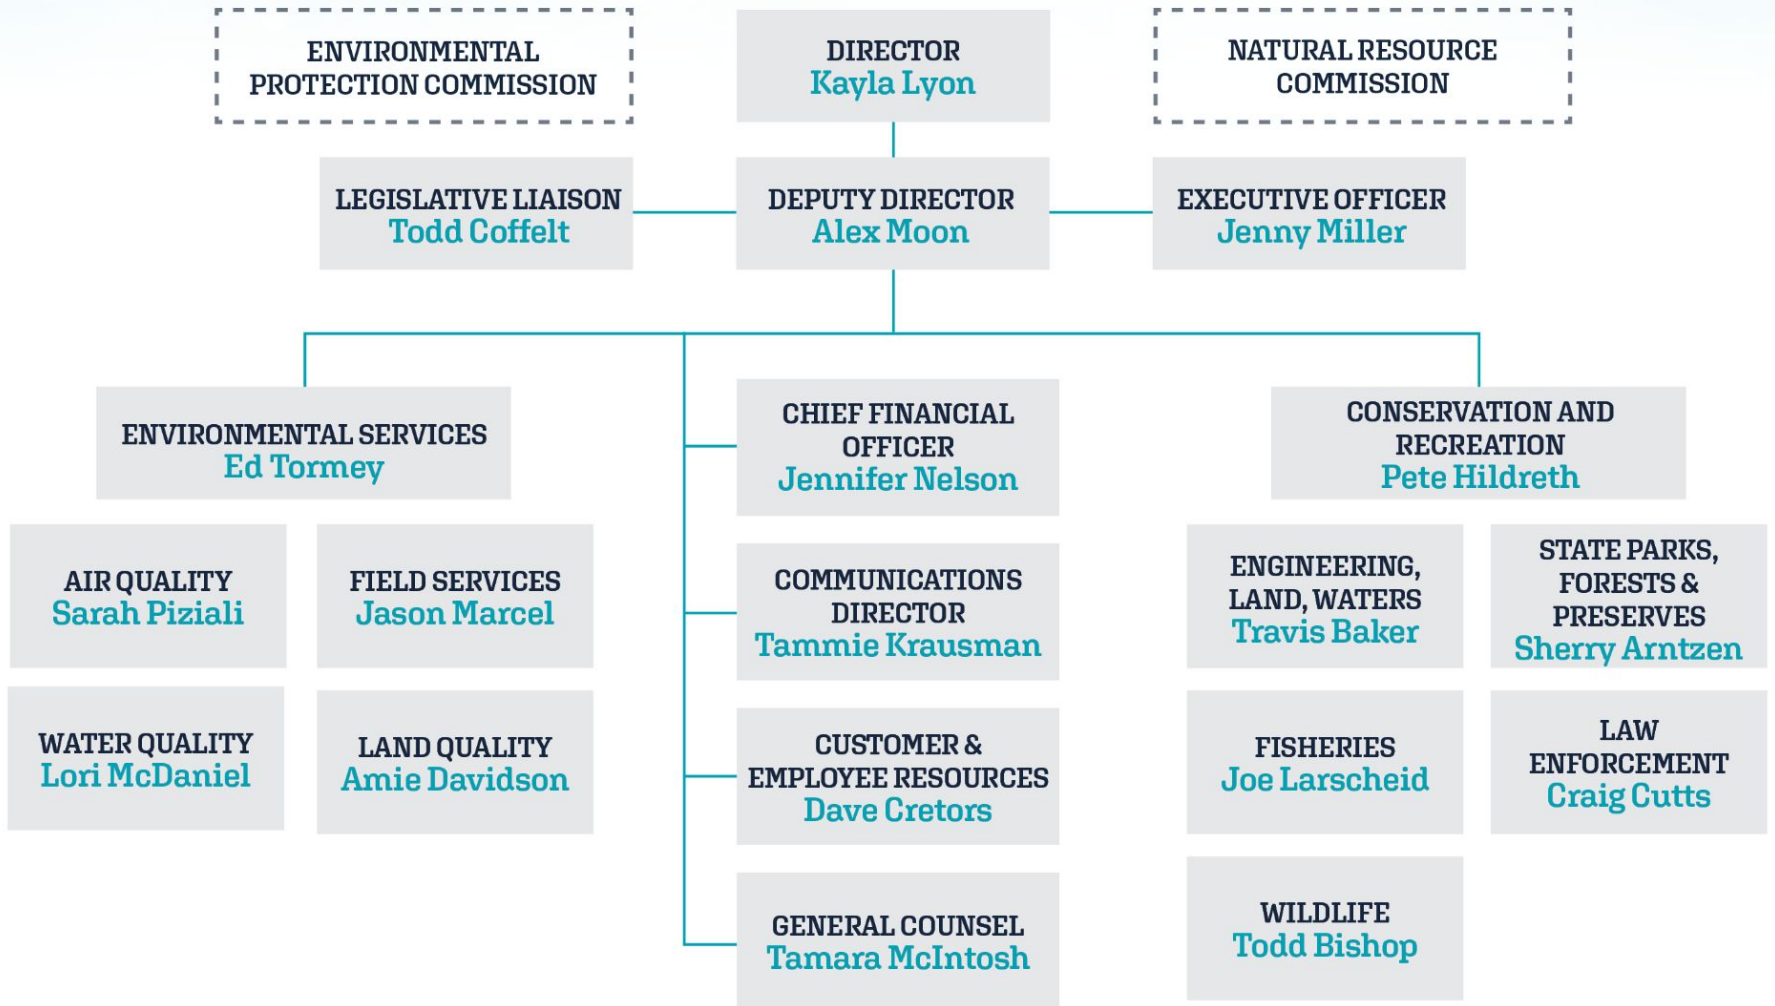 ENVIRONMENTAL
PROTECTION COMMISSION
DIRECTOR
Kayla Lyon
NATURAL RESOURCE
COMMISSION
LEGISLATIVE LIAISON
Todd Coffelt
DEPUTY DIRECTOR
Alex Moon
EXECUTIVE OFFICER
Jenny Miller
ENVIRONMENTAL SERVICES
Ed Tormey
AIR QUALITY
Sarah Piziali
FIELD SERVICES
Jason Marcel
WATER QUALITY
Lori McDaniel
LAND QUALITY
Amie Davidson
CHIEF FINANCIAL
OFFICER
Jennifer Nelson
COMMUNICATIONS
DIRECTOR
Tammie Krausman
CUSTOMER &
EMPLOYEE RESOURCES
Dave Cretors
GENERAL COUNSEL
Tamara McIntosh
CONSERVATION AND
RECREATION
Pete Hildreth
ENGINEERING,
LAND, WATERS
Travis Baker
STATE PARKS,
FORESTS &
PRESERVES
Sherry Arntzen
FISHERIES
Joe Larscheid
LAW
ENFORCEMENT
Craig Cutts
WILDLIFE
Todd Bishop